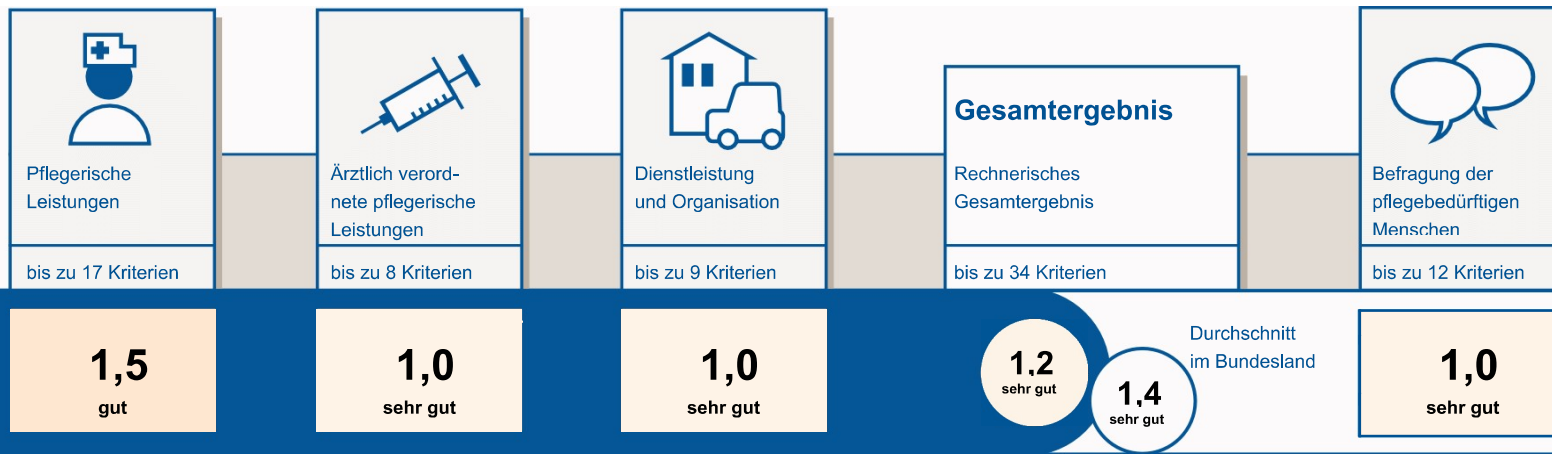 Pflegerische
Leistungen
bis zu 17 Kriterien
1,5
gut
Ärztlich verord-
nete pflegerische
Leistungen
bis zu 8 Kriterien
1,0
sehr gut
Dienstleistung
und Organisation
bis zu 9 Kriterien
1,0
sehr gut
Gesamtergebnis
Rechnerisches
Gesamtergebnis
bis zu 34 Kriterien
1,2
sehr gut
1,4
sehr gut
Durchschnitt
im Bundesland
Befragung der
pflegebedürftigen
Menschen
bis zu 12 Kriterien
1,0
sehr gut